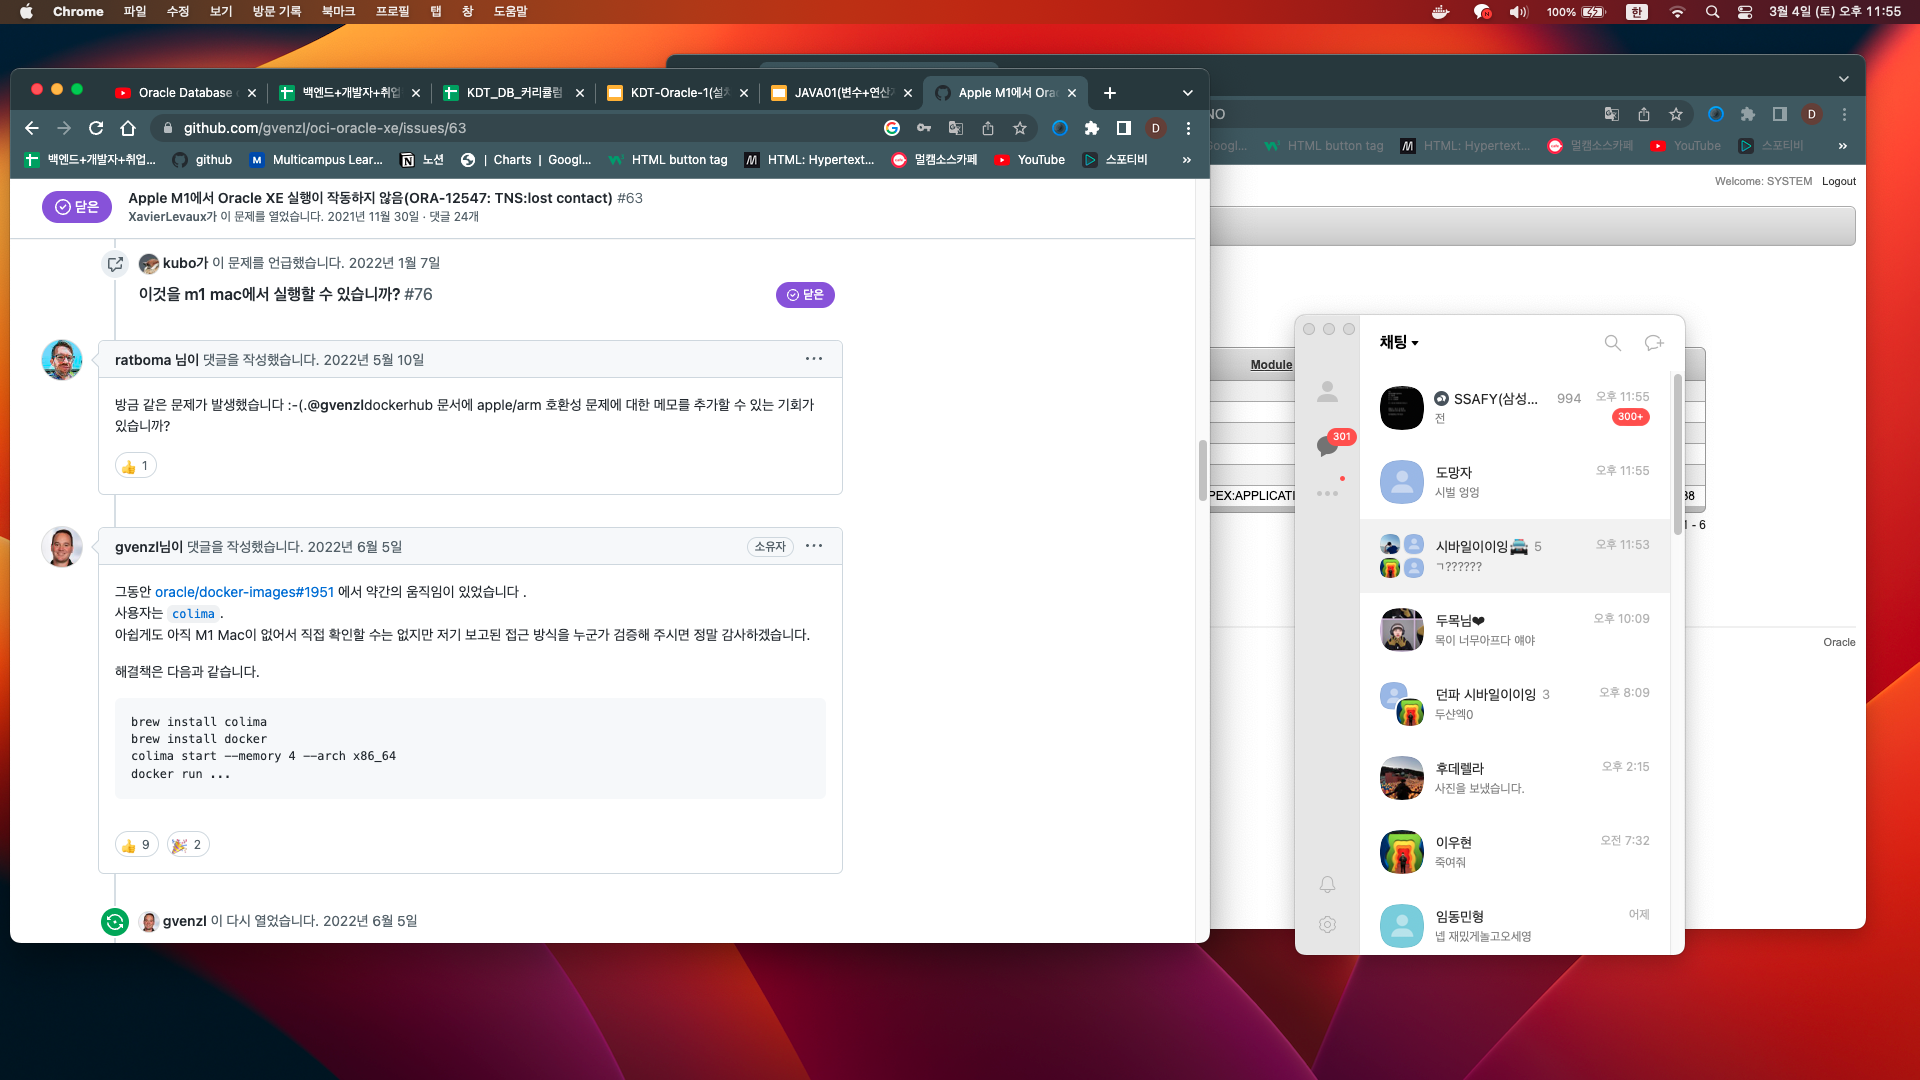 Chrome 파일 수정 보기 방문 기록 북마크 프로필 탭 창 도움말
100% 한 3월 4일 (토) 오후 11:55
Oracle Database
백엔드+개발자+취업
KDT_DB_커리큘럼
KDT-Oracle-1(설치
JAVA01(변수+연산자
Apple M1에서 Orac
github.com/gvenzl/oci-oracle-xe/issues/63
D
백엔드+개발자+취업...
github
Multicampus Lear...
노션
| Charts | Googl...
HTML button tag
HTML: Hypertext...
멀캠소스카페
YouTube
스포티비
닫은
Apple M1에서 Oracle XE 실행이 작동하지 않음(ORA-12547: TNS:lost contact) #63
XavierLevaux가 이 문제를 열었습니다. 2021년 11월 30일 · 댓글 24개
kubo가 이 문제를 언급했습니다. 2022년 1월 7일
이것을 m1 mac에서 실행할 수 있습니까? #76
닫은
ratboma 님이 댓글을 작성했습니다. 2022년 5월 10일
방금 같은 문제가 발생했습니다 :-(.@gvenzldockerhub 문서에 apple/arm 호환성 문제에 대한 메모를 추가할 수 있는 기회가
있습니까?
1
gvenzl님이 댓글을 작성했습니다. 2022년 6월 5일
소유자
그동안 oracle/docker-images#1951 에서 약간의 움직임이 있었습니다 .
사용자는 colima .
아쉽게도 아직 M1 Mac이 없어서 직접 확인할 수는 없지만 저기 보고된 접근 방식을 누군가 검증해 주시면 정말 감사하겠습니다.
해결책은 다음과 같습니다.
brew install colima
brew install docker
colima start --memory 4 --arch x86_64
docker run ...
9
2
gvenzl 이 다시 열었습니다. 2022년 6월 5일
NO
D
oogl...
HTML button tag
HTML: Hypertext...
멀캠소스카페
YouTube
스포티비
Welcome: SYSTEM Logout
Module
PEX:APPLICATI
38
1 - 6
Oracle
채팅
301
SSAFY(삼성... 994 오후 11:55
전
300+
도망자 오후 11:55
시벌 엉엉
시바일이이잉🚔 5 오후 11:53
ㄱ??????
두목님❤ 오후 10:09
목이 너무아프다 얘야
던파 시바일이이잉 3 오후 8:09
두샨엑0
후데렐라 오후 2:15
사진을 보냈습니다.
이우현 오전 7:32
죽여줘
임동민형 어제
넵 재밌게놀고오세영